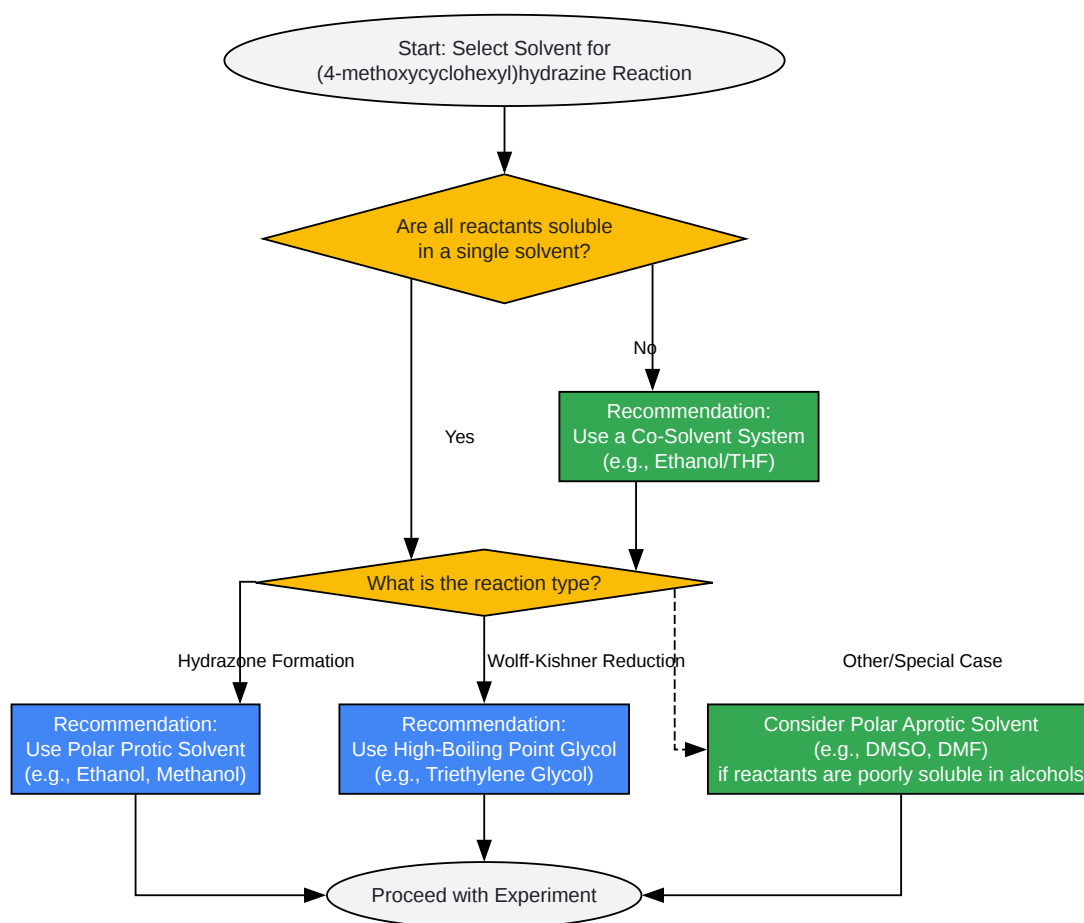 Start: Select Solvent for
(4-methoxycyclohexyl)hydrazine Reaction
Are all reactants soluble
in a single solvent?
No
Recommendation:
Use a Co-Solvent System
(e.g., Ethanol/THF)
Yes
What is the reaction type?
Hydrazone Formation
Wolff-Kishner Reduction
Other/Special Case
Recommendation:
Use Polar Protic Solvent
(e.g., Ethanol, Methanol)
Recommendation:
Use High-Boiling Point Glycol
(e.g., Triethylene Glycol)
Consider Polar Aprotic Solvent
(e.g., DMSO, DMF)
if reactants are poorly soluble in alcohols
Proceed with Experiment